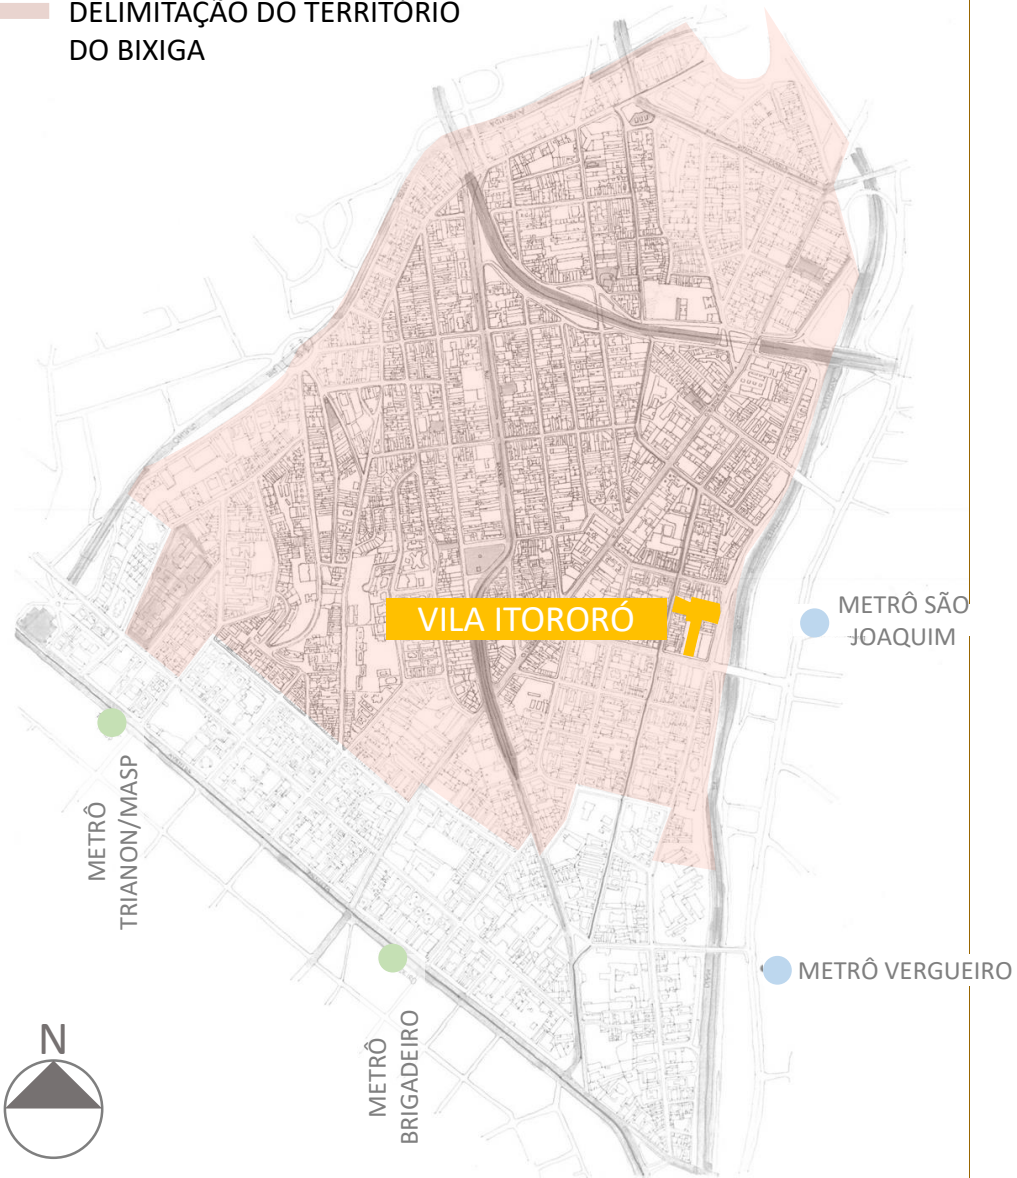 DELIMITAÇÃO DO TERRITÓRIO
DO BIXIGA
VILA ITORORÓ
METRÔ SÃO
JOAQUIM
METRÔ
TRIANON/MASP
METRÔ VERGUEIRO
METRÔ
BRIGADEIRO
N